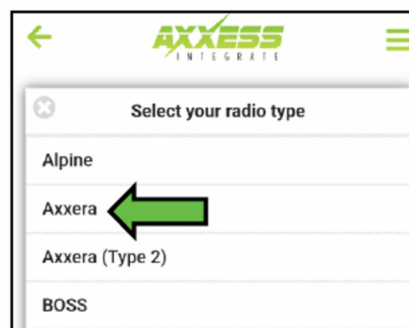 AXXESS
INTEGRATE
Select your radio type
Alpine
Axxera
Axxera (Type 2)
BOSS